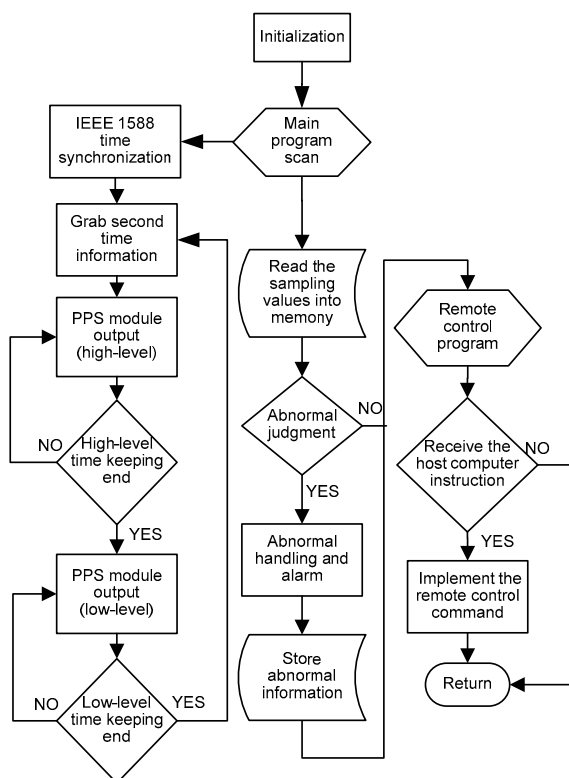 Initialization
Main
program scan
IEEE 1588
time
synchronization
Grab second
time
information
PPS module
output
(high-level)
NO
High-level
time keeping
end
YES
PPS module
output
(low-level)
NO
Low-level
time keeping
end
YES
Read the
sampling
values into
memory
Abnormal
judgment
NO
YES
Abnormal
handling and
alarm
Store
abnormal
information
Remote
control
program
Receive the
host computer
instruction
NO
YES
Implement the
remote control
command
Return